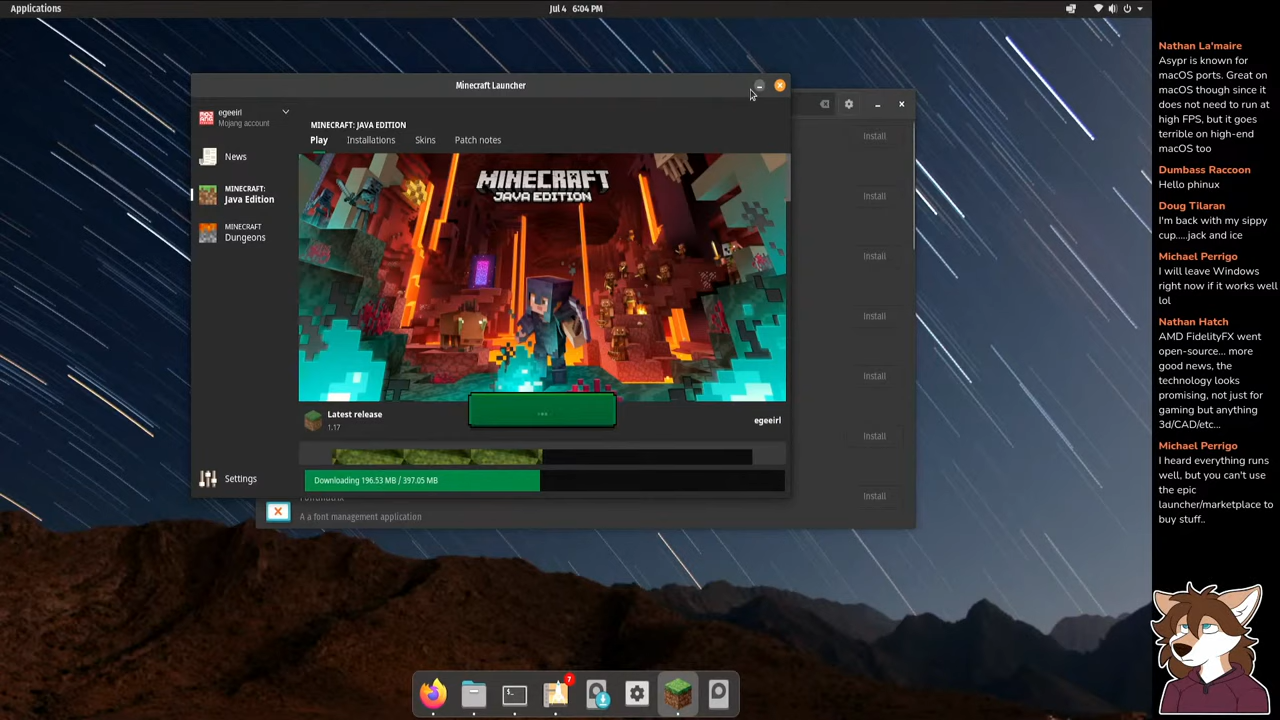 Applications
Jul 4 6:04 PM
Minecraft Launcher
egeeirl
Mojang account
News
MINECRAFT:
Java Edition
MINECRAFT
Dungeons
Settings
MINECRAFT: JAVA EDITION
Play
Installations
Skins
Patch notes
MINECRAFT
JAVA EDITION
...
Latest release
1.17
egeeirl
Downloading 196.53 MB / 397.05 MB
Install
Install
Install
Install
Install
Install
Install
A a font management application
7
Nathan La'maire
Asypr is known for
macOS ports. Great on
macOS though since it
does not need to run at
high FPS, but it goes
terrible on high-end
macOS too
Dumbass Raccoon
Hello phinux
Doug Tilaran
I'm back with my sippy
cup.....jack and ice
Michael Perrigo
I will leave Windows
right now if it works well
lol
Nathan Hatch
AMD FidelityFX went
open-source... more
good news, the
technology looks
promising, not just for
gaming but anything
3d/CAD/etc...
Michael Perrigo
I heard everything runs
well, but you can't use
the epic
launcher/marketplace to
buy stuff..